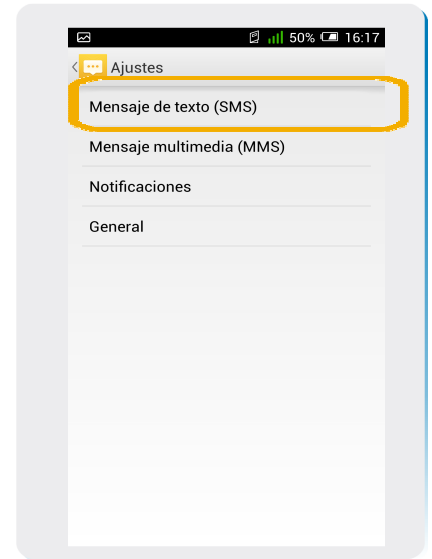 50% 16:17
Ajustes
Mensaje de texto (SMS)
Mensaje multimedia (MMS)
Notificaciones
General